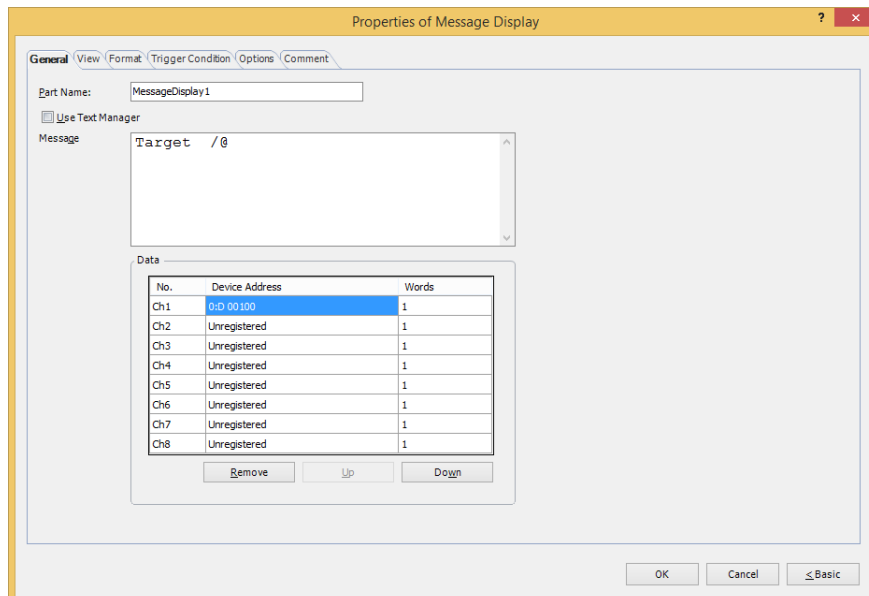 Properties of Message Display
? ×
General View Format Trigger Condition Options Comment
Part Name: MessageDisplay1
Use Text Manager
Message Target /@
Data
No. Device Address Words
Ch1 0:D 00100 1
Ch2 Unregistered 1
Ch3 Unregistered 1
Ch4 Unregistered 1
Ch5 Unregistered 1
Ch6 Unregistered 1
Ch7 Unregistered 1
Ch8 Unregistered 1
Remove Up Down
OK Cancel < Basic